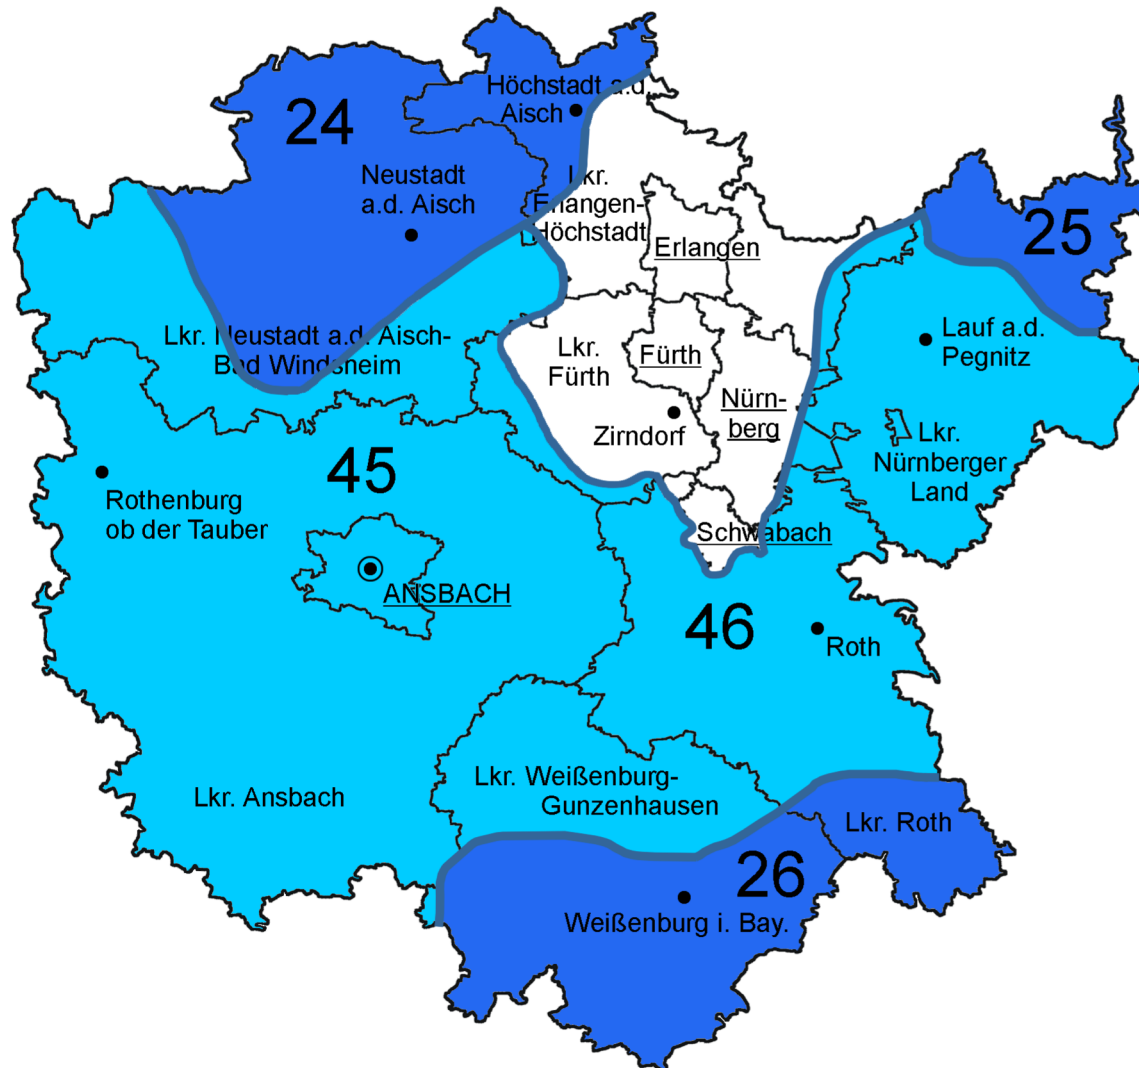 Höchstadt a.d.
Aisch
24
Neustadt
a.d. Aisch
Lkr.
Erlangen-
Höchstadt
Erlangen
25
Lkr. Neustadt a.d. Aisch-
Bad Windsheim
Lkr.
Fürth
Fürth
Lauf a.d.
Pegnitz
Nürn-
berg
Zirndorf
Lkr.
Nürnberger
Land
45
Rothenburg
ob der Tauber
Schwabach
ANSBACH
46
Roth
Lkr. Ansbach
Lkr. Weißenburg-
Gunzenhausen
Lkr. Roth
26
Weißenburg i. Bay.